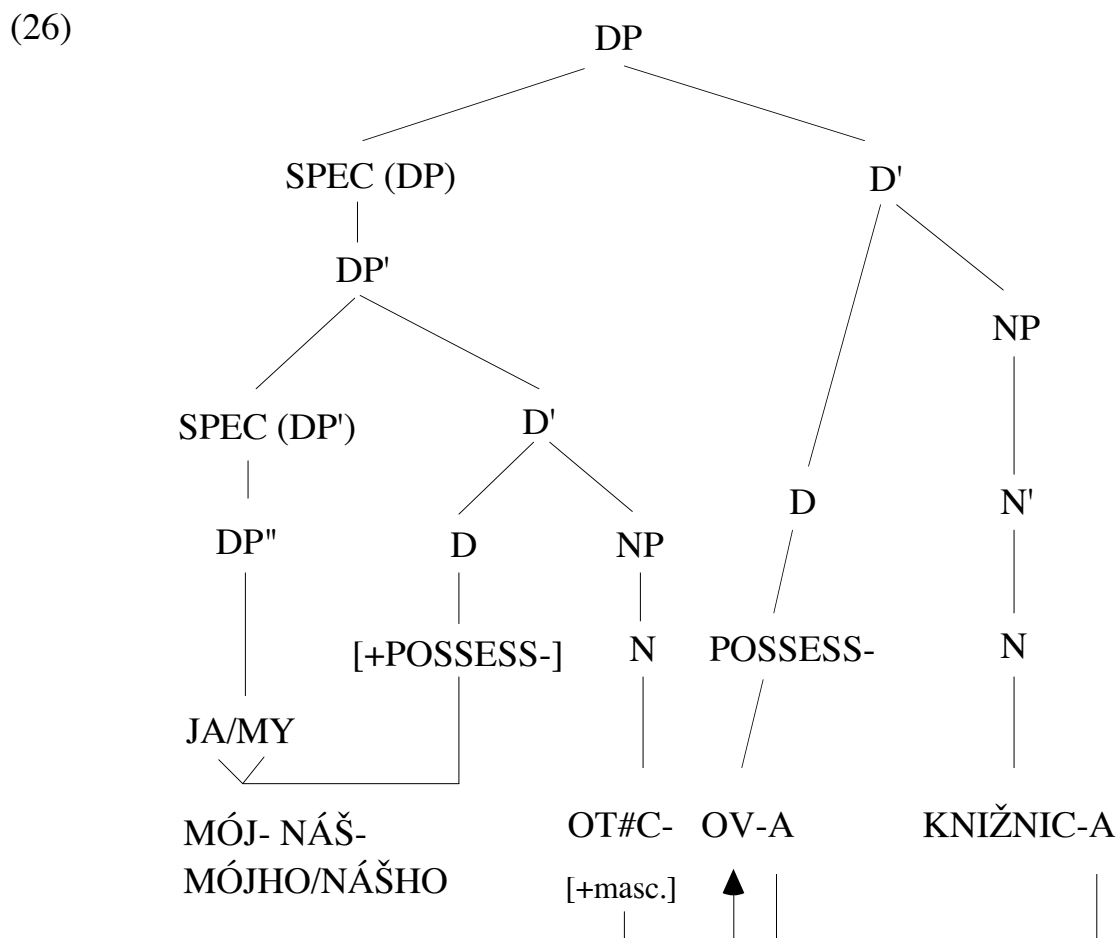 (26)
DP
SPEC (DP) D'
DP'
NP
SPEC (DP') D'
D N'
DP" D NP
[+POSSESS-] N POSSESS- N
JA/MY
MÓJ- NÁŠ- OT#C- OV-A KNIŽNIC-A
MÓJHO/NÁŠHO [+masc.]